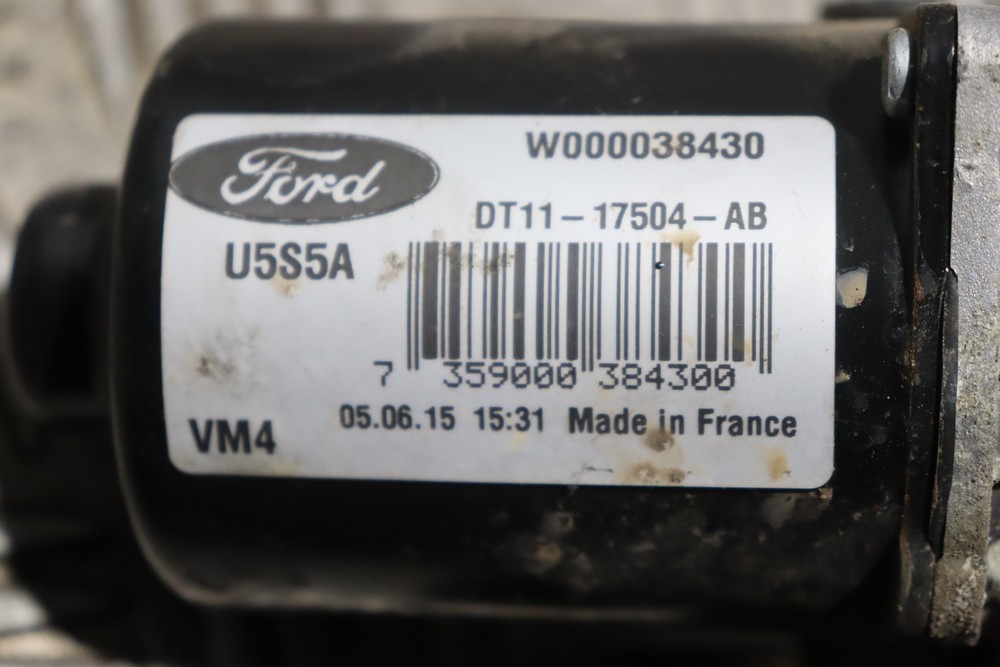 Ford
W000038430
DT11-17504-AB
U5S5A
7 359000 384300
05.06.15 15:31 Made in France
VM4